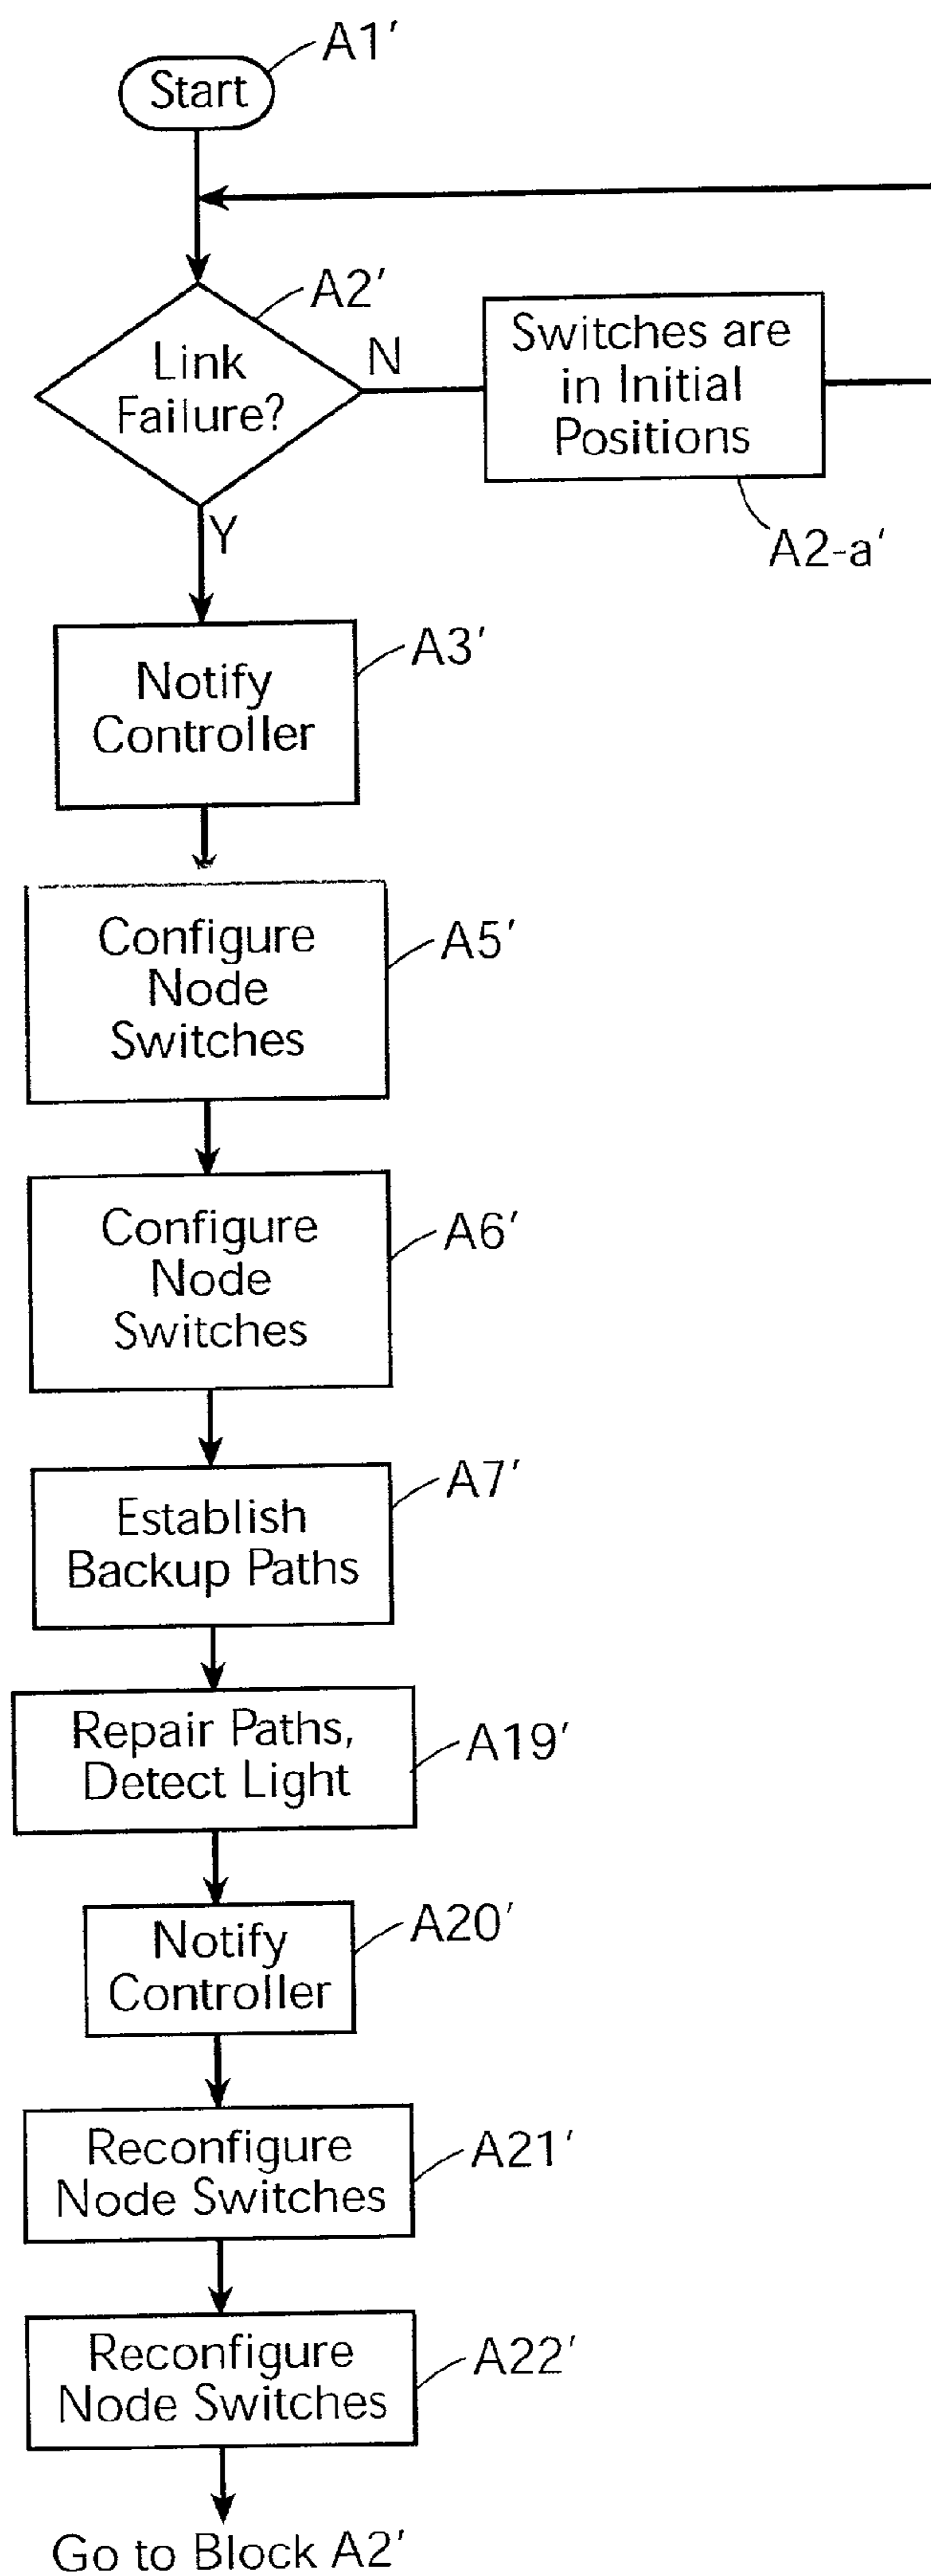 A1′
Start
A2′
Link
Failure?
N
Switches are
in Initial
Positions
A2-a′
Y
A3′
Notify
Controller
A5′
Configure
Node
Switches
A6′
Configure
Node
Switches
A7′
Establish
Backup Paths
A19′
Repair Paths,
Detect Light
A20′
Notify
Controller
A21′
Reconfigure
Node Switches
A22′
Reconfigure
Node Switches
Go to Block A2′